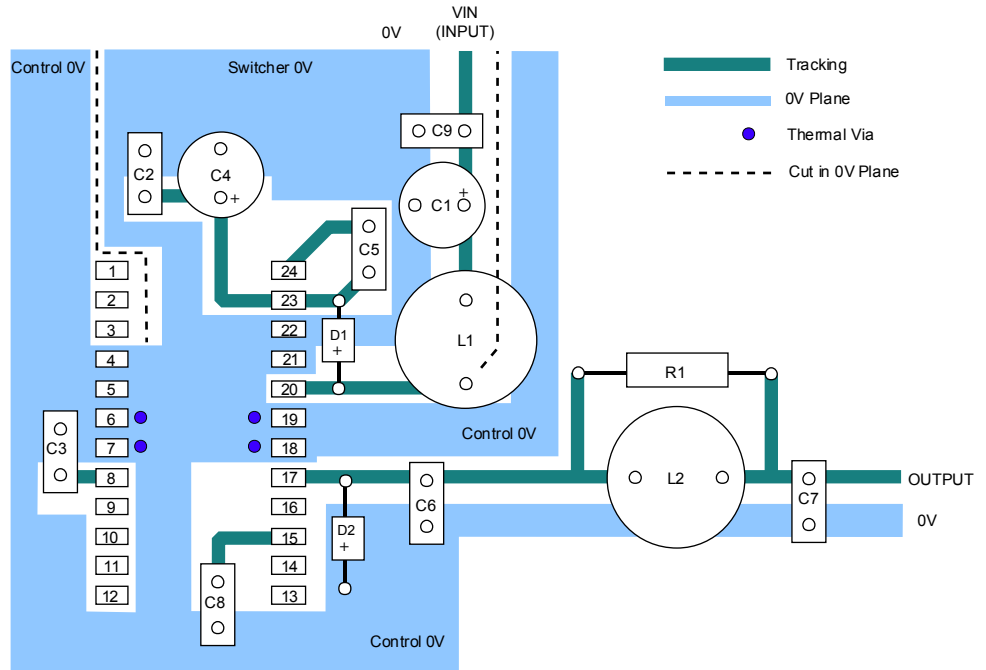 VIN
(INPUT)
0V
Control 0V
Switcher 0V
Tracking
0V Plane
Thermal Via
Cut in 0V Plane
C9
C2
C4
+
C1
+
C5
1
2
3
4
5
6
7
8
9
10
11
12
24
23
22
21
20
19
18
17
16
15
14
13
D1
+
L1
R1
Control 0V
C3
C6
L2
C7
OUTPUT
0V
D2
+
C8
Control 0V